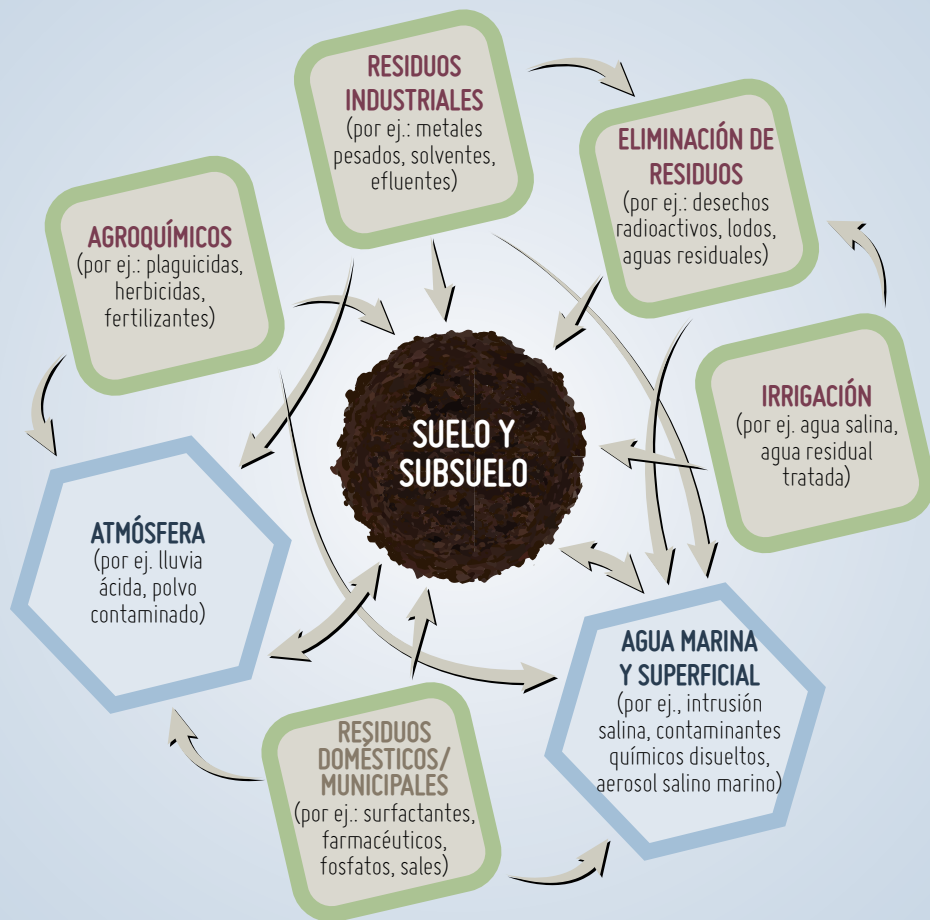 RESIDUOS
INDUSTRIALES
(por ej.: metales
pesados, solventes,
efluentes)
ELIMINACIÓN DE
RESIDUOS
(por ej.: desechos
radioactivos, lodos,
aguas residuales)
AGROQUÍMICOS
(por ej.: plaguicidas,
herbicidas,
fertilizantes)
IRRIGACIÓN
(por ej. agua salina,
agua residual
tratada)
SUELO Y
SUBSUELO
ATMÓSFERA
(por ej. lluvia
ácida, polvo
contaminado)
AGUA MARINA
Y SUPERFICIAL
(por ej., intrusión
salina, contaminantes
químicos disueltos,
aerosol salino marino)
RESIDUOS
DOMÉSTICOS/
MUNICIPALES
(por ej.: surfactantes,
farmacéuticos,
fosfatos, sales)